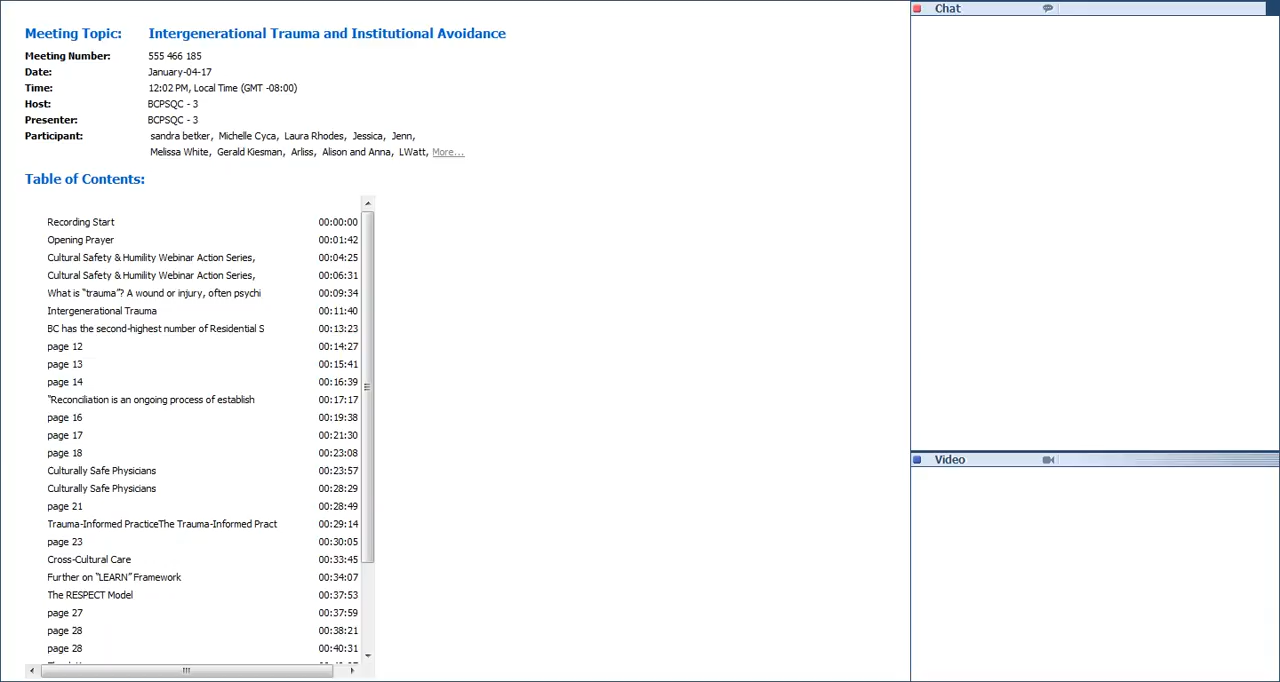 Meeting Topic: Intergenerational Trauma and Institutional Avoidance
Meeting Number: 555 466 185
Date: January-04-17
Time: 12:02 PM, Local Time (GMT -08:00)
Host: BCPSQC - 3
Presenter: BCPSQC - 3
Participant: sandra betker, Michelle Cyca, Laura Rhodes, Jessica, Jenn,
Melissa White, Gerald Kiesman, Arliss, Alison and Anna, LWatt, More...
Table of Contents:
Recording Start 00:00:00
Opening Prayer 00:01:42
Cultural Safety & Humility Webinar Action Series, 00:04:25
Cultural Safety & Humility Webinar Action Series, 00:06:31
What is “trauma”? A wound or injury, often psychi 00:09:34
Intergenerational Trauma 00:11:40
BC has the second-highest number of Residential S 00:13:23
page 12 00:14:27
page 13 00:15:41
page 14 00:16:39
"Reconciliation is an ongoing process of establish 00:17:17
page 16 00:19:38
page 17 00:21:30
page 18 00:23:08
Culturally Safe Physicians 00:23:57
Culturally Safe Physicians 00:28:29
page 21 00:28:49
Trauma-Informed PracticeThe Trauma-Informed Pract 00:29:14
page 23 00:30:05
Cross-Cultural Care 00:33:45
Further on “LEARN” Framework 00:34:07
The RESPECT Model 00:37:53
page 27 00:37:59
page 28 00:38:21
page 28 00:40:31
Chat
Video